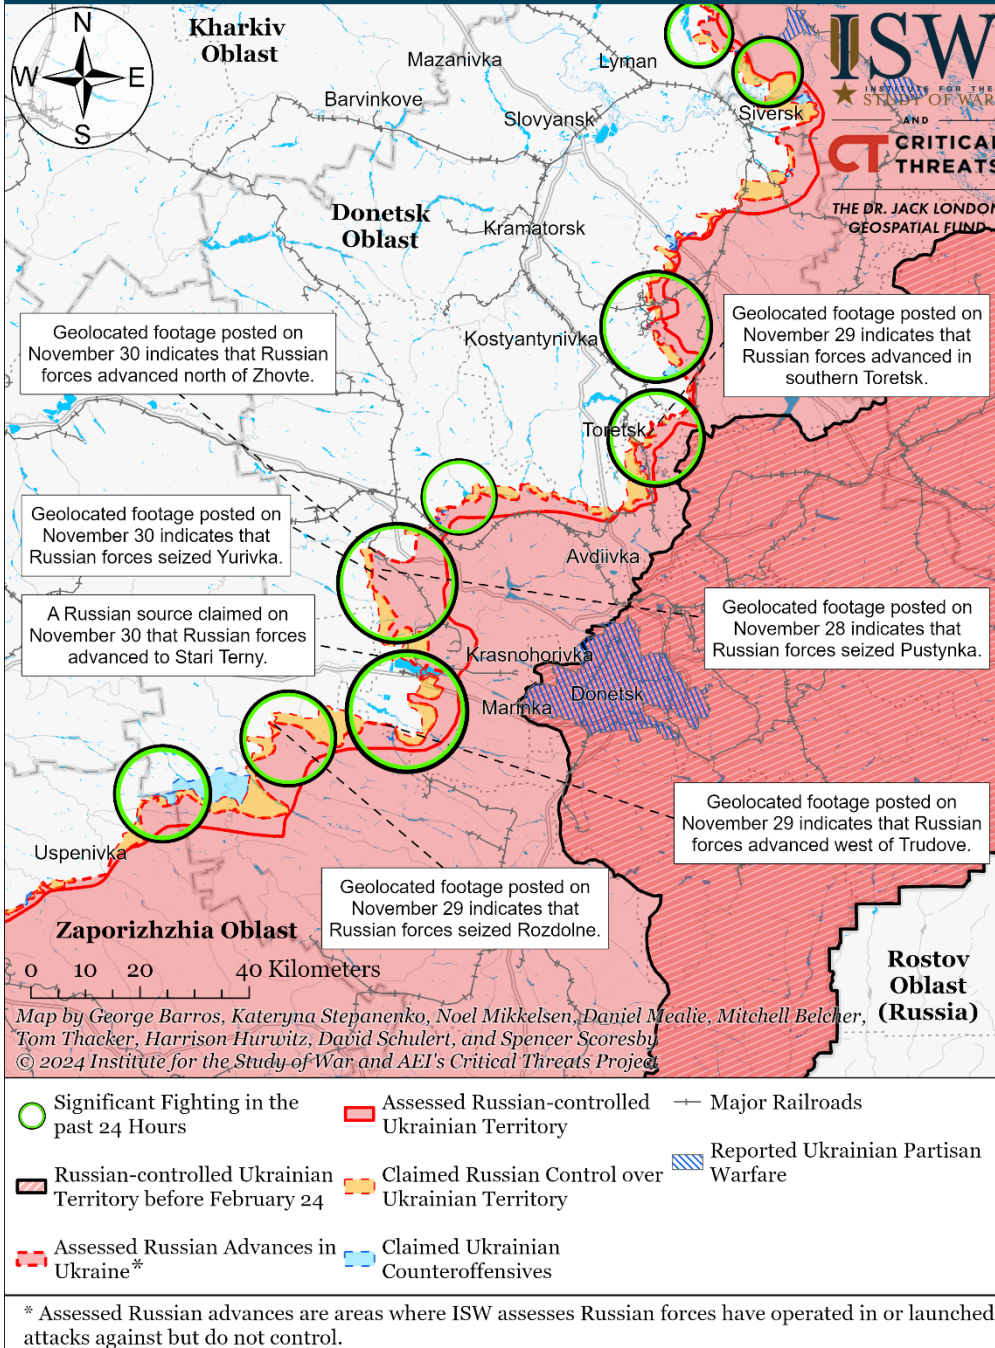 N
W
E
S
Kharkiv
Oblast
Mazanivka
Lyman
Barvinkove
Slovyansk
Siversk
ISW
INSTITUTE FOR THE
STUDY OF WAR
AND
CT CRITICAL
THREATS
THE DR. JACK LONDON
GEOSPATIAL FUND
Donetsk
Oblast
Kramatorsk
Geolocated footage posted on
November 30 indicates that Russian
forces advanced north of Zhovte.
Kostyantynivka
Geolocated footage posted on
November 29 indicates that
Russian forces advanced in
southern Toretsk.
Toretsk
Geolocated footage posted on
November 30 indicates that
Russian forces seized Yurivka.
Avdiivka
A Russian source claimed on
November 30 that Russian forces
advanced to Stari Terny.
Geolocated footage posted on
November 28 indicates that
Russian forces seized Pustynka.
Krasnohorivka
Donetsk
Marinka
Geolocated footage posted on
November 29 indicates that Russian
forces advanced west of Trudove.
Uspenivka
Geolocated footage posted on
November 29 indicates that
Russian forces seized Rozdolne.
Zaporizhzhia Oblast
Rostov
Oblast
(Russia)
0 10 20 40 Kilometers
Map by George Barros, Kateryna Stepanenko, Noel Mikkelsen, Daniel Mealie, Mitchell Belcher,
Tom Thacker, Harrison Hurwitz, David Schulert, and Spencer Scoresby
© 2024 Institute for the Study of War and AEI's Critical Threats Project
Significant Fighting in the
past 24 Hours
Assessed Russian-controlled
Ukrainian Territory
Major Railroads
Russian-controlled Ukrainian
Territory before February 24
Claimed Russian Control over
Ukrainian Territory
Reported Ukrainian Partisan
Warfare
Assessed Russian Advances in
Ukraine*
Claimed Ukrainian
Counteroffensives
* Assessed Russian advances are areas where ISW assesses Russian forces have operated in or launched
attacks against but do not control.